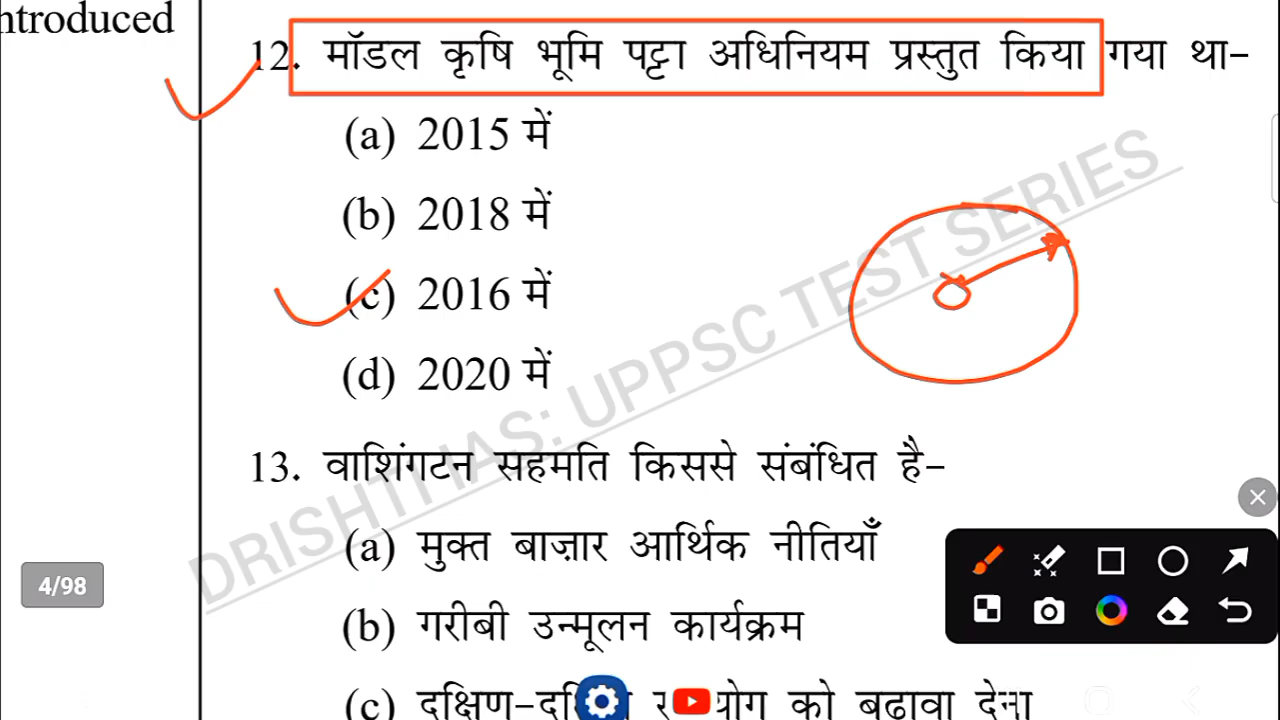 ntroduced
12. मॉडल कृषि भूमि पट्टा अधिनियम प्रस्तुत किया गया था-
(a) 2015 में
(b) 2018 में
(c) 2016 में
(d) 2020 में
13. वाशिंगटन सहमति किससे संबंधित है-
(a) मुक्त बाज़ार आर्थिक नीतियाँ
4/98
(b) गरीबी उन्मूलन कार्यक्रम
(c) को बढ़ावा देना
DRISHTI IAS: UPPSC TEST SERIES